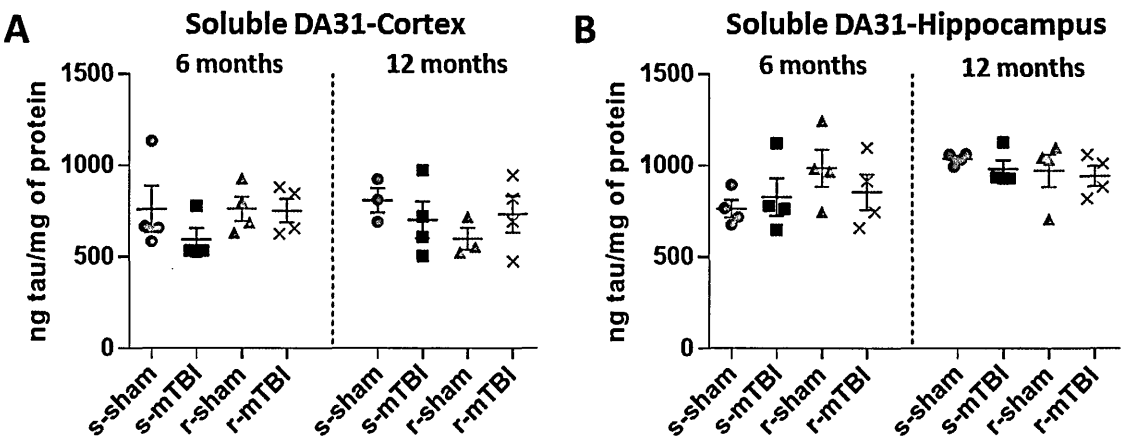 A
Soluble DA31-Cortex
6 months
12 months
ng tau/mg of protein
1500
1000
500
0
s-sham
s-mTBI
r-sham
r-mTBI
s-sham
s-mTBI
r-sham
r-mTBI
B
Soluble DA31-Hippocampus
6 months
12 months
ng tau/mg of protein
1500
1000
500
0
s-sham
s-mTBI
r-sham
r-mTBI
s-sham
s-mTBI
r-sham
r-mTBI